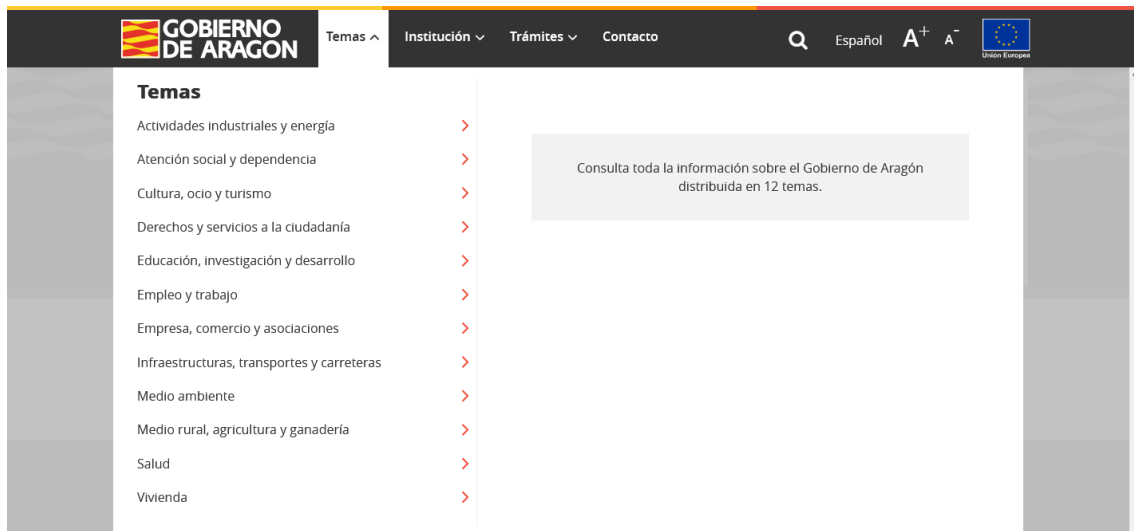 GOBIERNO
DE ARAGON
Temas
Institución
Trámites
Contacto
Español
A+
A-
Unión Europea
Temas
Actividades industriales y energía
Atención social y dependencia
Cultura, ocio y turismo
Derechos y servicios a la ciudadanía
Educación, investigación y desarrollo
Empleo y trabajo
Empresa, comercio y asociaciones
Infraestructuras, transportes y carreteras
Medio ambiente
Medio rural, agricultura y ganadería
Salud
Vivienda
Consulta toda la información sobre el Gobierno de Aragón
distribuida en 12 temas.